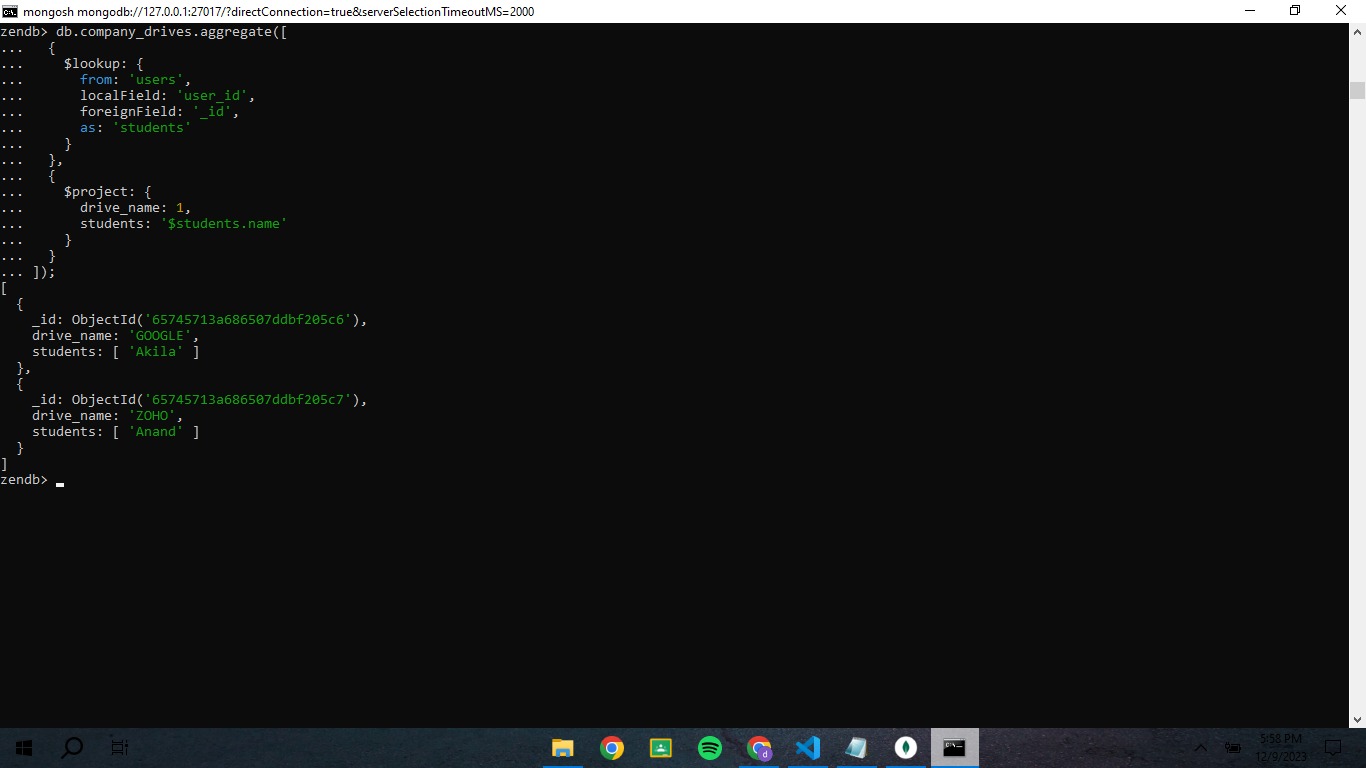 mongosh mongodb://127.0.0.1:27017/?directConnection=true&serverSelectionTimeoutMS=2000
zendb> db.company_drives.aggregate([
...   {
...     $lookup: {
...       from: 'users',
...       localField: 'user_id',
...       foreignField: '_id',
...       as: 'students'
...     }
...   },
...   {
...     $project: {
...       drive_name: 1,
...       students: '$students.name'
...     }
...   }
... ]);
[
  {
    _id: ObjectId('65745713a686507ddbf205c6'),
    drive_name: 'GOOGLE',
    students: [ 'Akila' ]
  },
  {
    _id: ObjectId('65745713a686507ddbf205c7'),
    drive_name: 'ZOHO',
    students: [ 'Anand' ]
  }
]
zendb>
5:58 PM
12/9/2023